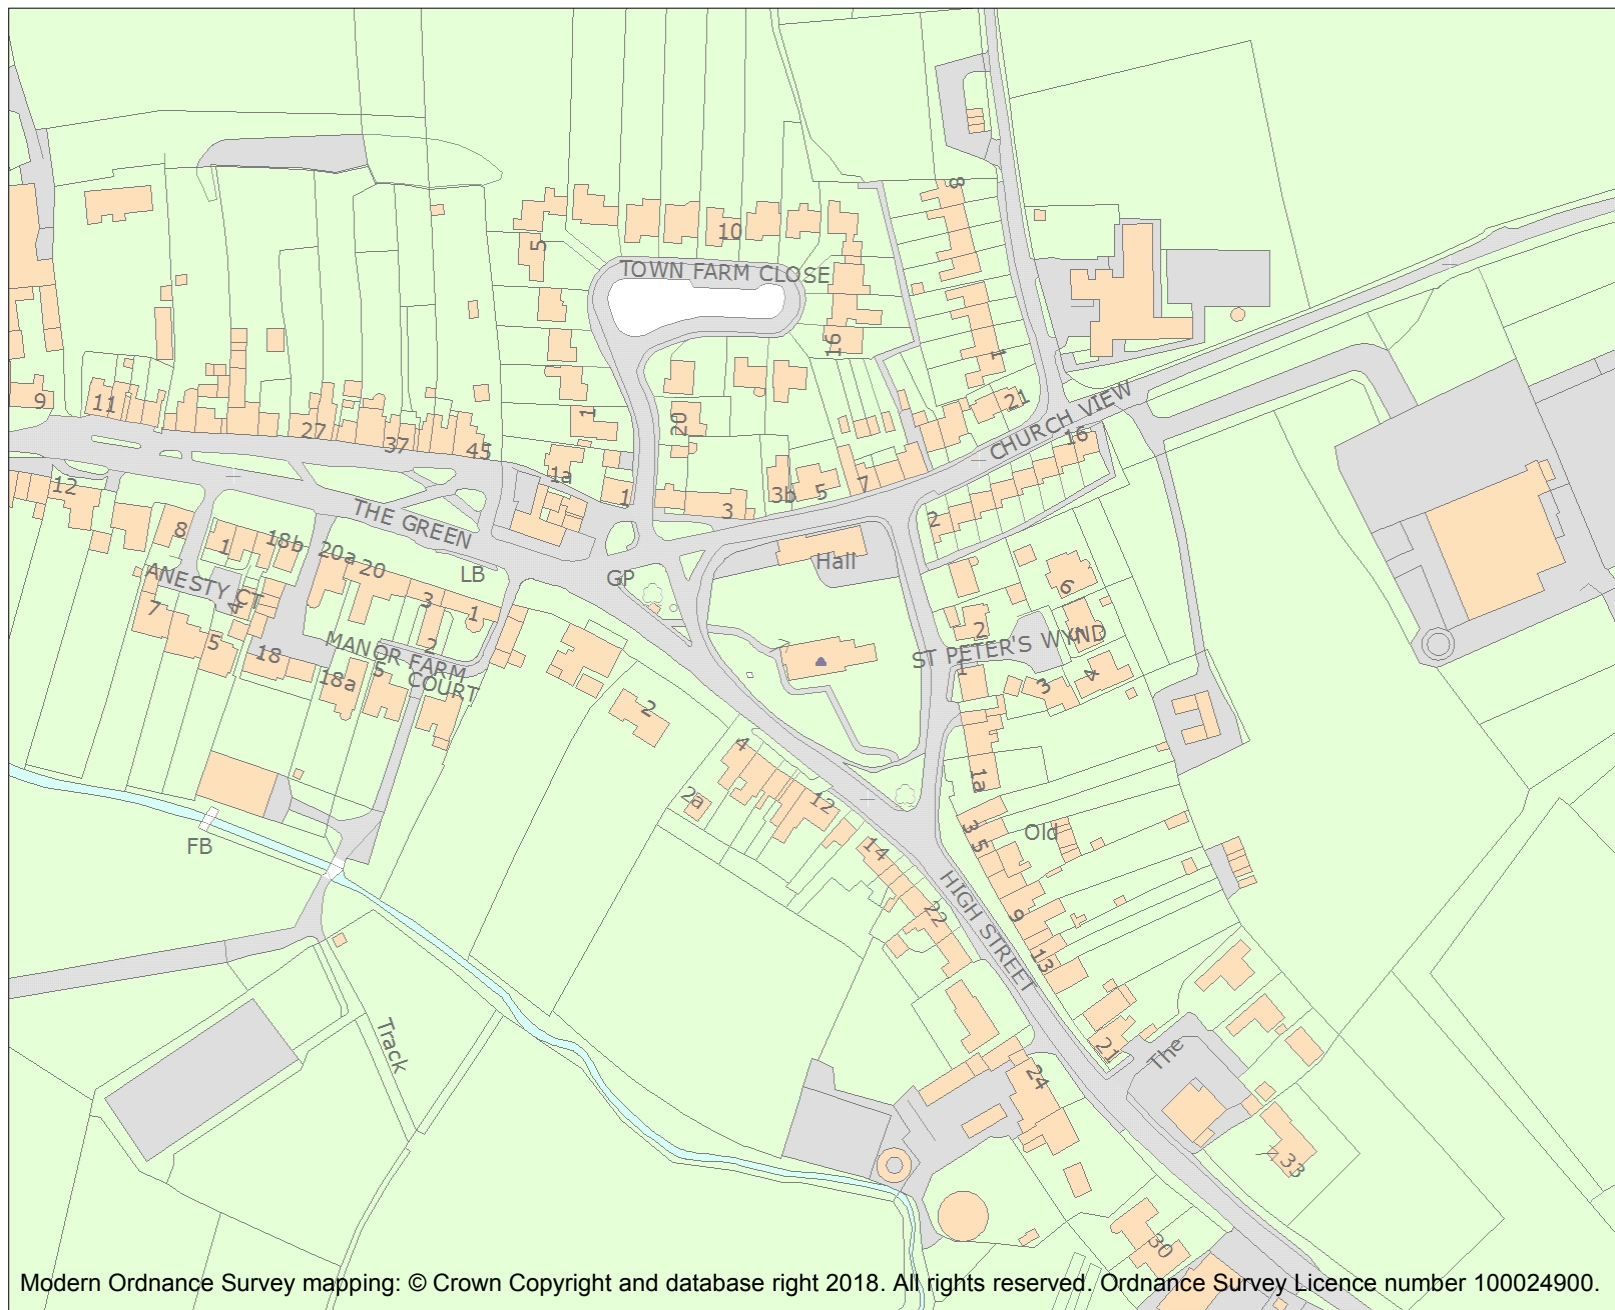 8
5
10
TOWN FARM CLOSE
16
1
1
21
CHURCH VIEW
16
9
11
27
37
45
20
1a
1
3
3b
5
7
2
12
THE GREEN
8
1
18b
20a
20
LB
GP
Hall
ANESTY CT
4
3
1
6
7
5
2
2
5
ST PETER'S WYND
MANOR FARM
COURT
18
18a
5
1
3
4
2
4
2a
12
1a
3
5
Old
14
FB
22
9
HIGH STREET
13
Track
21
The
24
33
30
Modern Ordnance Survey mapping: © Crown Copyright and database right 2018. All rights reserved. Ordnance Survey Licence number 100024900.